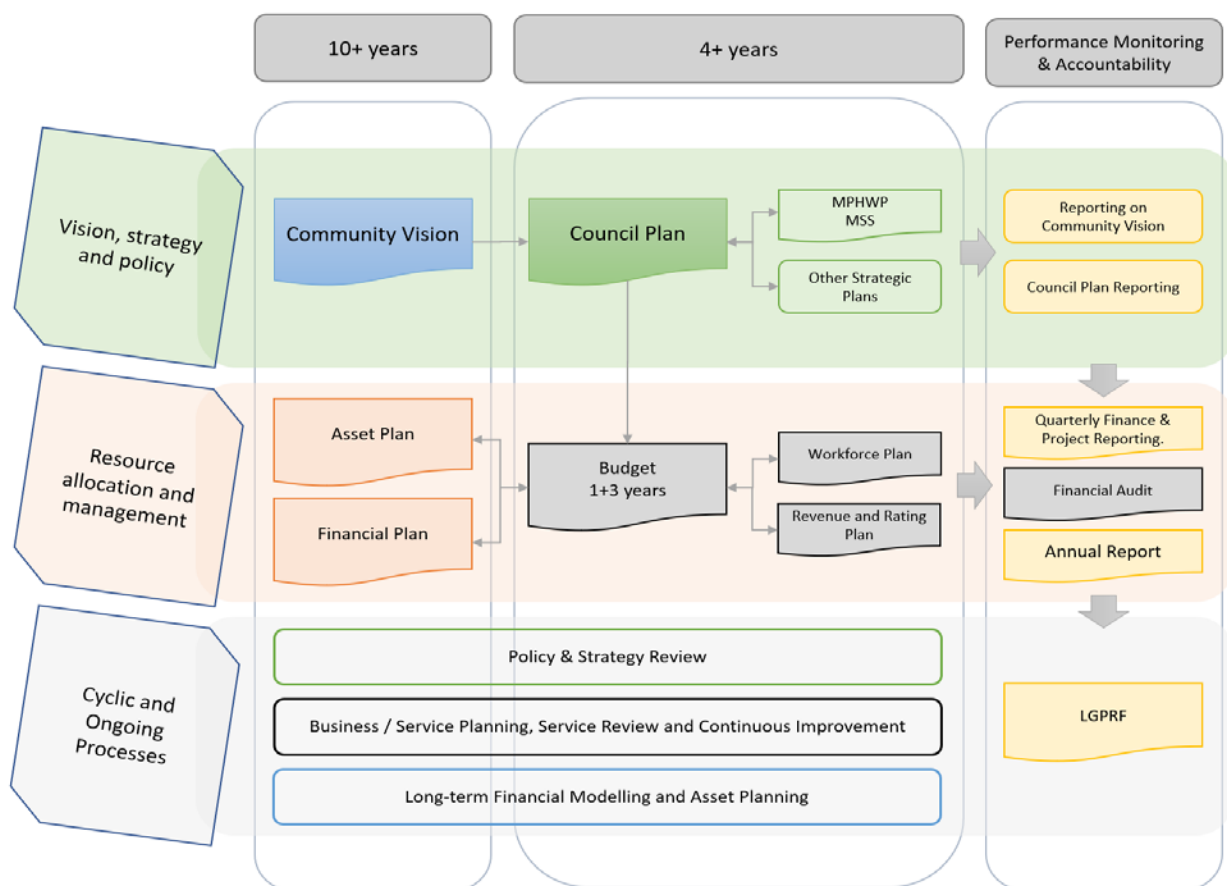 10+ years
4+ years
Performance Monitoring
& Accountability
Vision, strategy
and policy
Community Vision
Council Plan
MPHWP
MSS
Other Strategic
Plans
Reporting on
Community Vision
Council Plan Reporting
Resource
allocation and
management
Asset Plan
Financial Plan
Budget
1+3 years
Workforce Plan
Revenue and Rating
Plan
Quarterly Finance &
Project Reporting.
Financial Audit
Annual Report
Cyclic and
Ongoing
Processes
Policy & Strategy Review
Business / Service Planning, Service Review and Continuous Improvement
Long-term Financial Modelling and Asset Planning
LGPRF